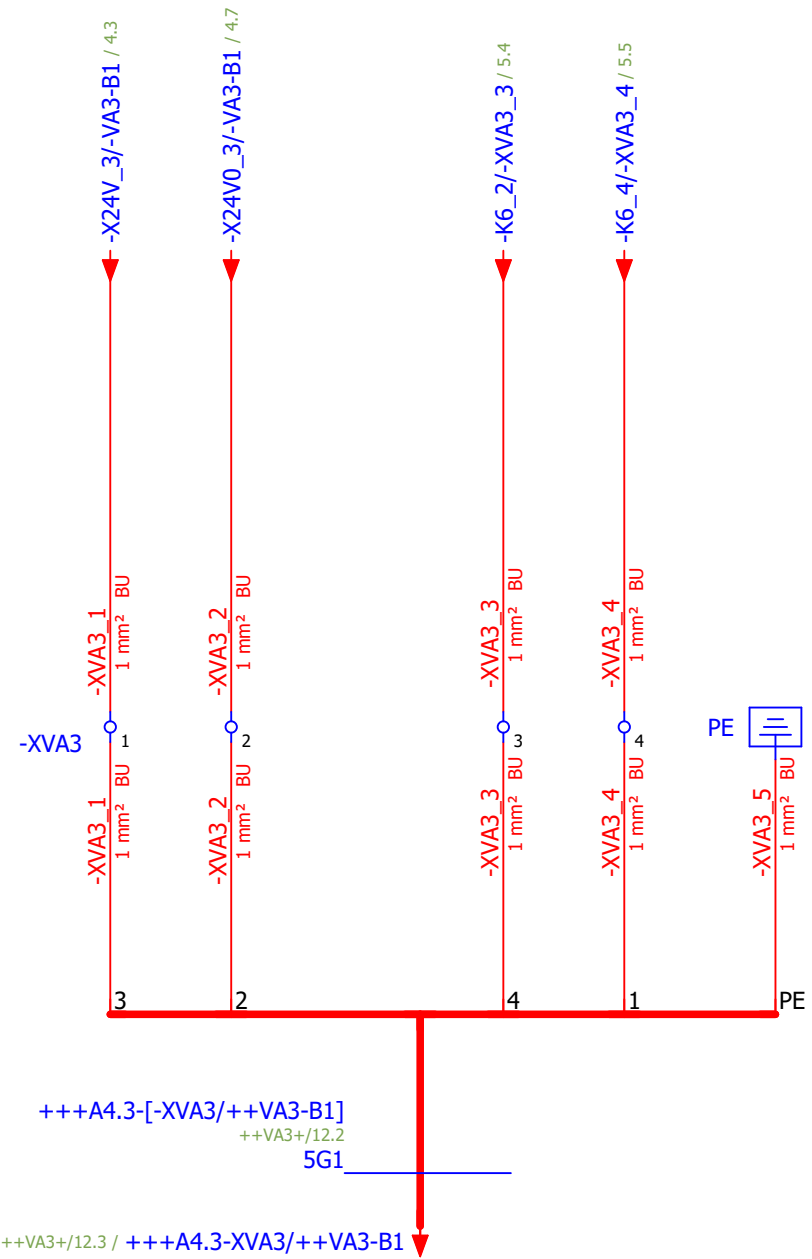 -X24V_3/-VA3-B1 / 4.3
-X24V0_3/-VA3-B1 / 4.7
-K6_2/-XVA3_3 / 5.4
-K6_4/-XVA3_4 / 5.5
-XVA3_1
1 mm² BU
-XVA3_2
1 mm² BU
-XVA3_3
1 mm² BU
-XVA3_4
1 mm² BU
-XVA3
1
2
3
4
PE
-XVA3_1
1 mm² BU
-XVA3_2
1 mm² BU
-XVA3_3
1 mm² BU
-XVA3_4
1 mm² BU
-XVA3_5
1 mm² BU
3
2
4
1
PE
+++A4.3-[-XVA3/++VA3-B1]
++VA3+/12.2
5G1
++VA3+/12.3 / +++A4.3-XVA3/++VA3-B1